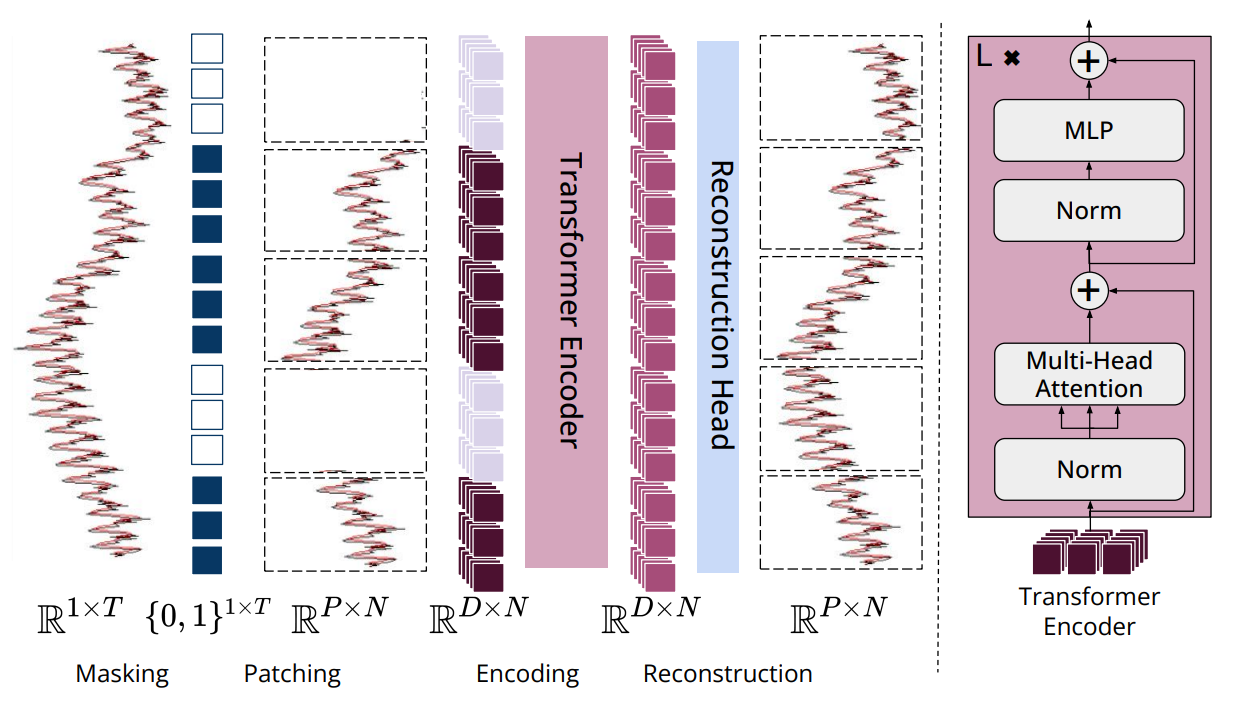 Transformer Encoder
Reconstruction Head
ℝ^{1×T}
{0, 1}^{1×T}
ℝ^{P×N}
ℝ^{D×N}
ℝ^{D×N}
ℝ^{P×N}
Masking
Patching
Encoding
Reconstruction
L ✖
+
MLP
Norm
+
Multi-Head
Attention
Norm
Transformer
Encoder